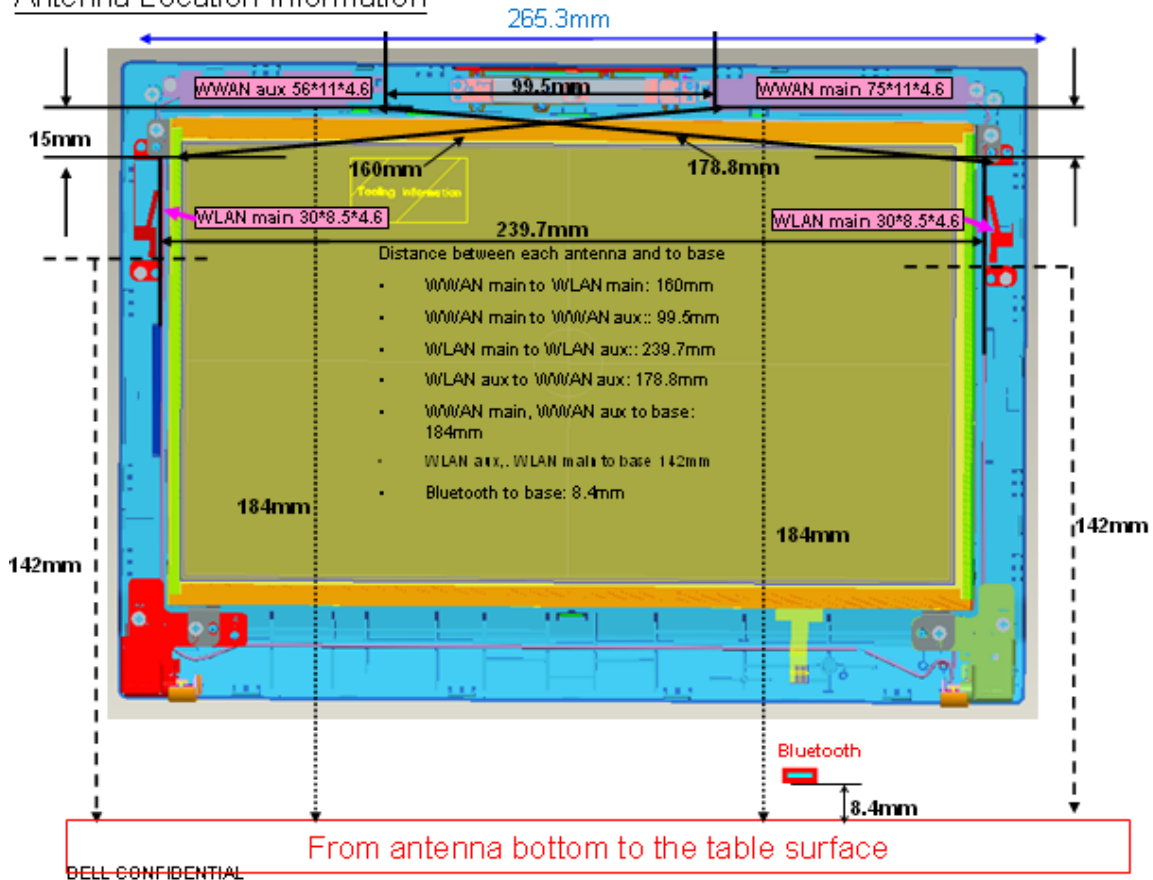 Antenna Location Information
265.3mm
WWAN aux 56*11*4.6
99.5mm
WWAN main 75*11*4.6
15mm
160mm
178.8mm
Tooling Information
WLAN main 30*8.5*4.6
WLAN main 30*8.5*4.6
239.7mm
Distance between each antenna and to base
• WWAN main to WLAN main: 160mm
• WWAN main to WWAN aux:: 99.5mm
• WLAN main to WLAN aux:: 239.7mm
• WLAN aux to WWAN aux: 178.8mm
• WWAN main, WWAN aux to base:
184mm
• WLAN aux,. WLAN main to base 142mm
• Bluetooth to base: 8.4mm
184mm
184mm
142mm
142mm
Bluetooth
8.4mm
From antenna bottom to the table surface
DELL CONFIDENTIAL